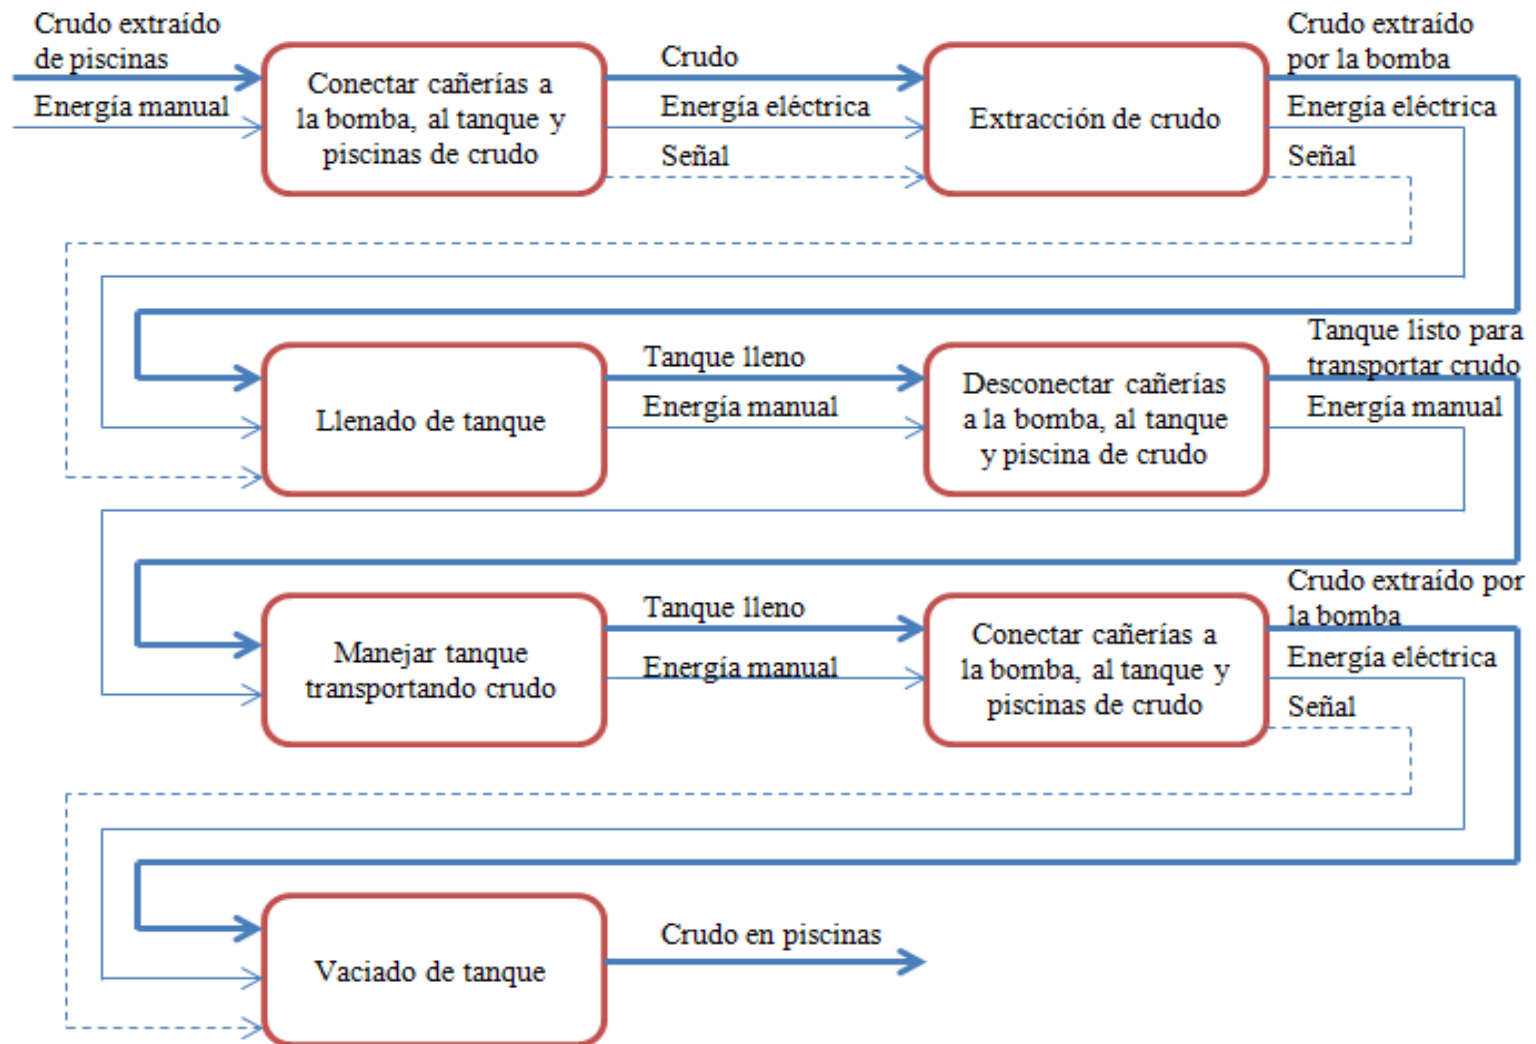 Crudo extraído
de piscinas
Energía manual
Conectar cañerías a
la bomba, al tanque y
piscinas de crudo
Crudo
Energía eléctrica
Señal
Extracción de crudo
Crudo extraído
por la bomba
Energía eléctrica
Señal
Llenado de tanque
Tanque lleno
Energía manual
Desconectar cañerías
a la bomba, al tanque
y piscina de crudo
Tanque listo para
transportar crudo
Energía manual
Manejar tanque
transportando crudo
Tanque lleno
Energía manual
Conectar cañerías a
la bomba, al tanque y
piscinas de crudo
Crudo extraído por
la bomba
Energía eléctrica
Señal
Vaciado de tanque
Crudo en piscinas